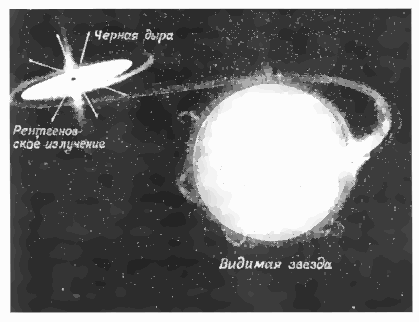 Черная дыра
Рентгенов-
ское излучение
Видимая звезда